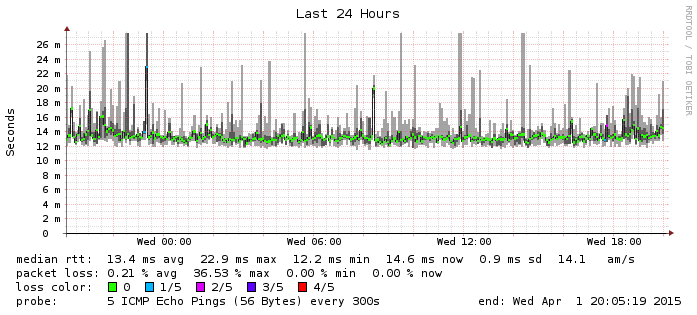 Last 24 Hours
RRDTOOL / TOBI OETIKER
Seconds
26 m
24 m
22 m
20 m
18 m
16 m
14 m
12 m
10 m
8 m
6 m
4 m
2 m
0
Wed 00:00 Wed 06:00 Wed 12:00 Wed 18:00
median rtt: 13.4 ms avg 22.9 ms max 12.2 ms min 14.6 ms now 0.9 ms sd 14.1 am/s
packet loss: 0.21 % avg 36.53 % max 0.00 % min 0.00 % now
loss color: 0 1/5 2/5 3/5 4/5
probe: 5 ICMP Echo Pings (56 Bytes) every 300s end: Wed Apr 1 20:05:19 2015